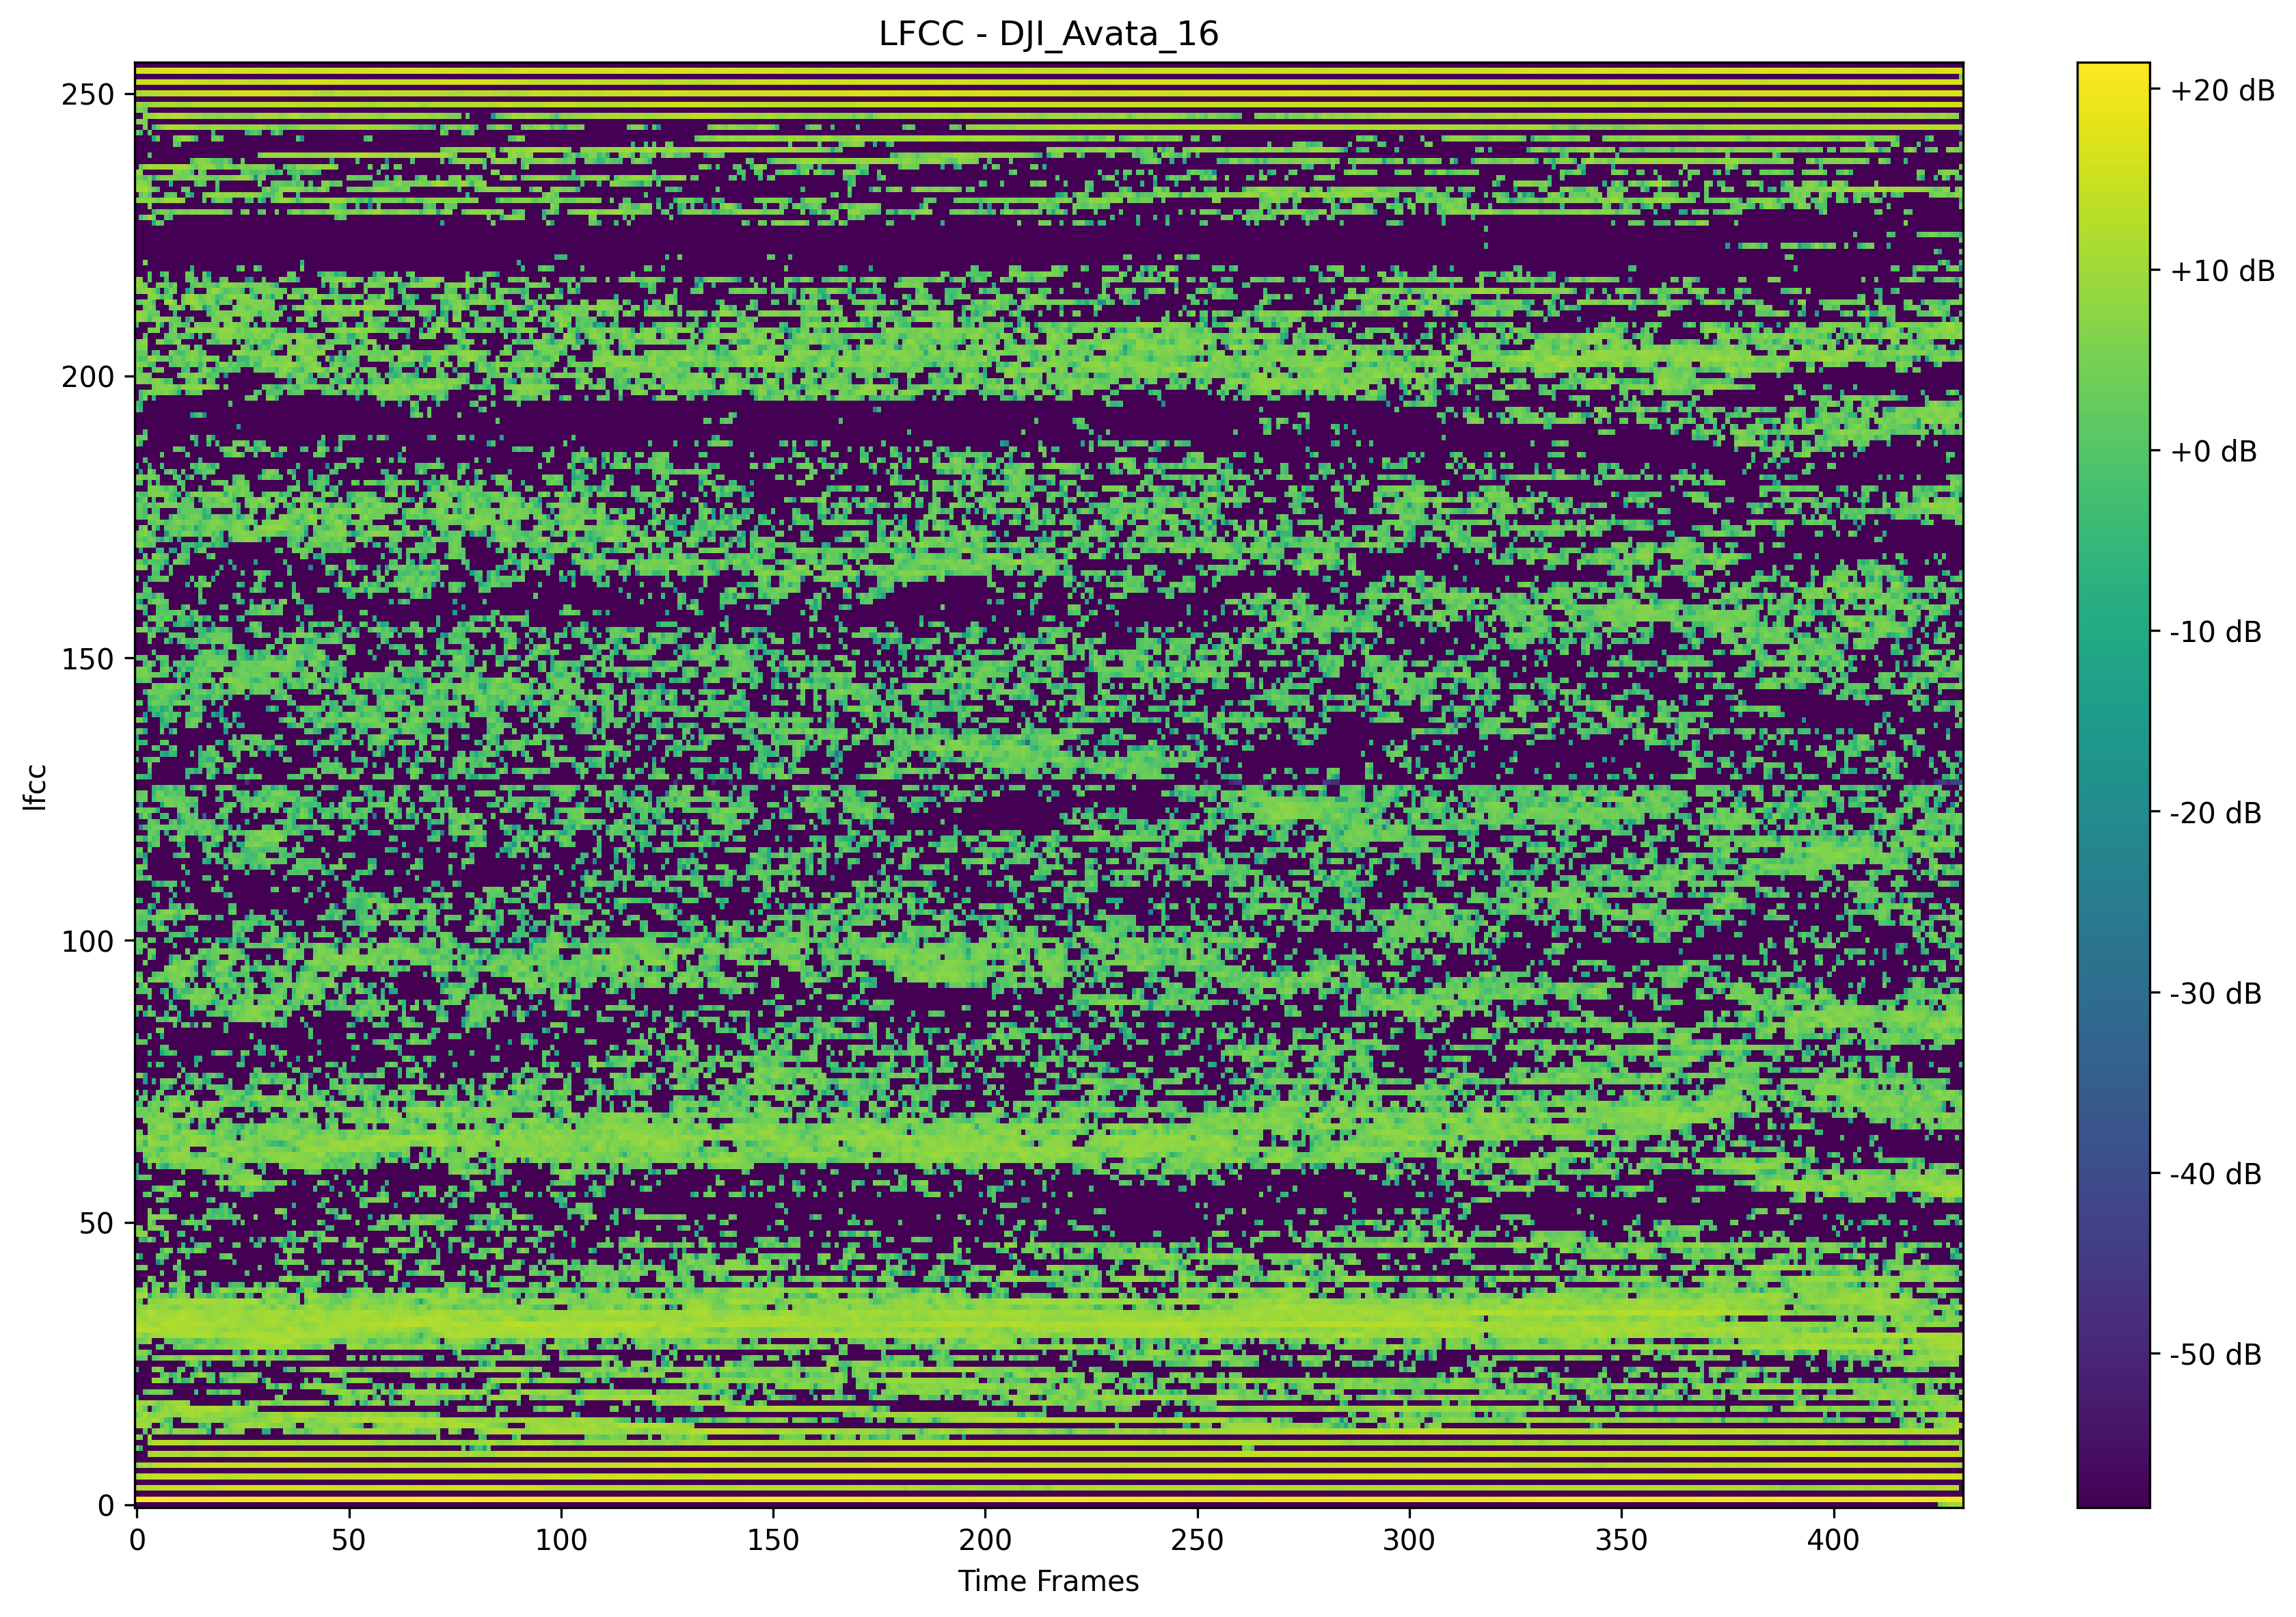 LFCC - DJI_Avata_16
250
200
150
100
50
0
lfcc
0 50 100 150 200 250 300 350 400
Time Frames
+20 dB
+10 dB
+0 dB
-10 dB
-20 dB
-30 dB
-40 dB
-50 dB